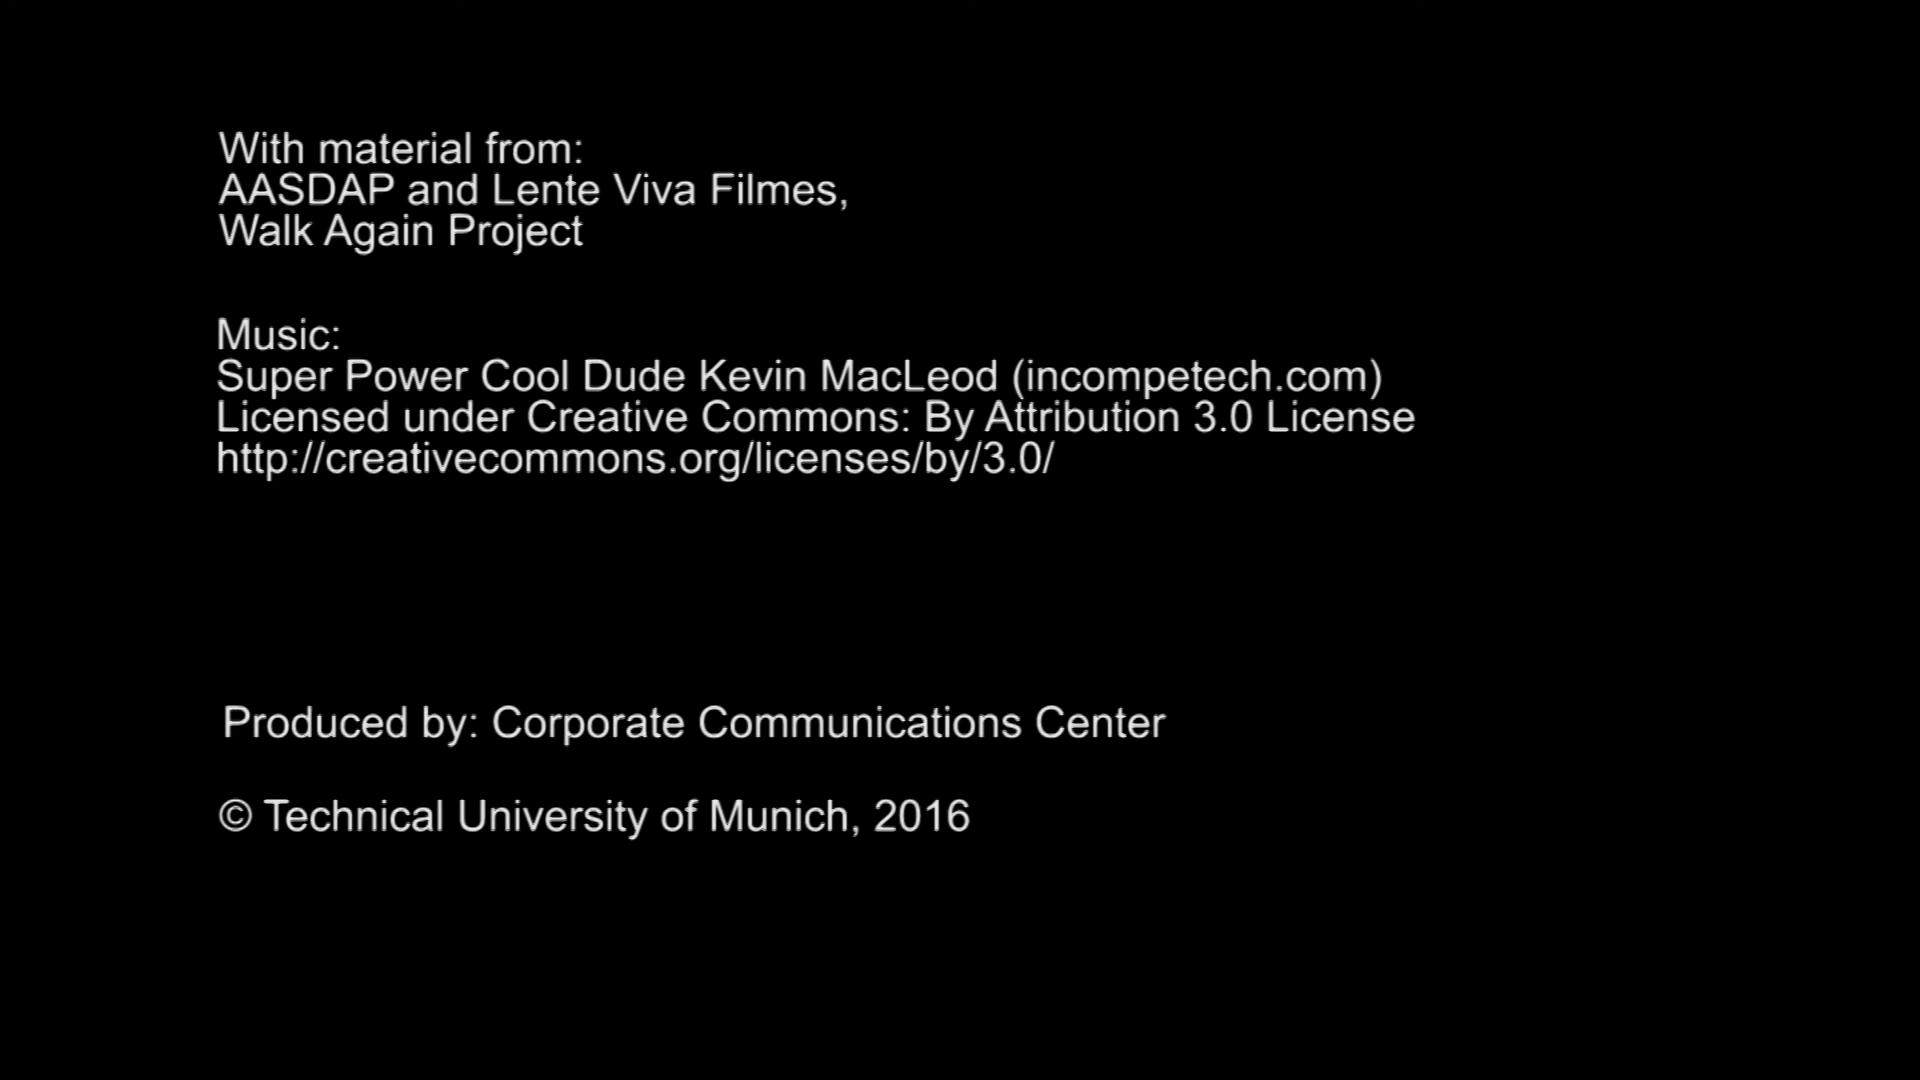 With material from:
AASDAP and Lente Viva Filmes,
Walk Again Project
Music:
Super Power Cool Dude Kevin MacLeod (incompetech.com)
Licensed under Creative Commons: By Attribution 3.0 License
http://creativecommons.org/licenses/by/3.0/
Produced by: Corporate Communications Center
© Technical University of Munich, 2016